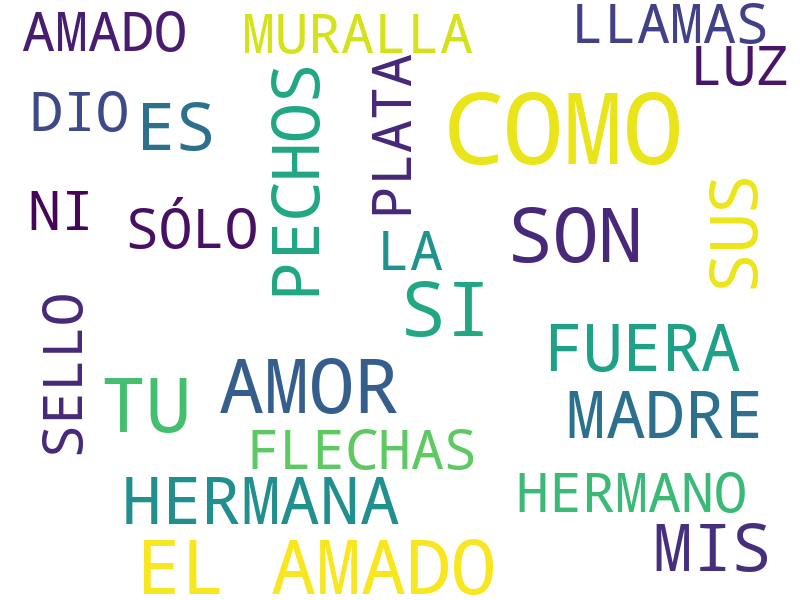 AMADO
MURALLA
LLAMAS
LUZ
DIO
ES
PECHOS
PLATA
COMO
NI
SÓLO
LA
SON
SUS
SI
SELLO
TU
AMOR
FUERA
MADRE
FLECHAS
HERMANA
HERMANO
EL AMADO
MIS